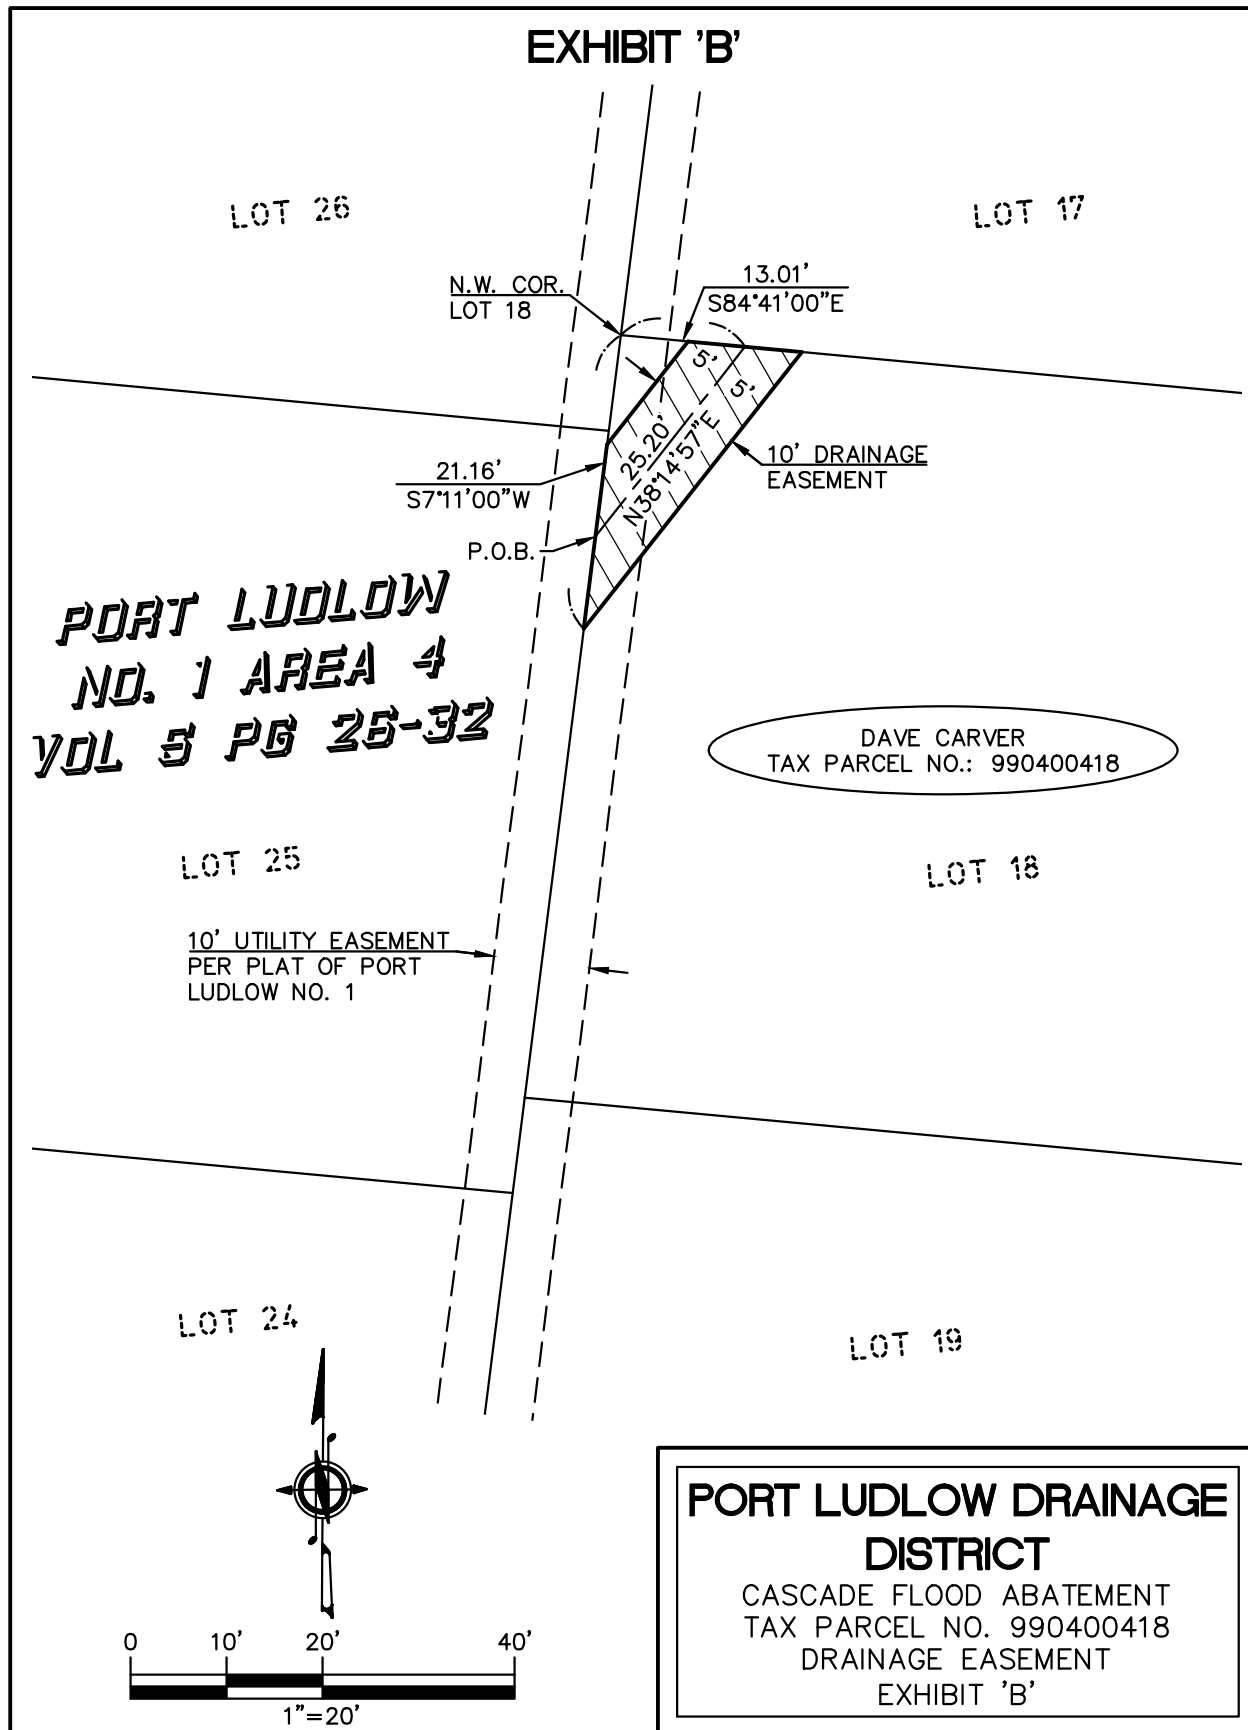 EXHIBIT 'B'
LOT 26
LOT 17
N.W. COR.
LOT 18
13.01'
S84°41'00"E
5'
5'
25.20'
N38°14'57"E
10' DRAINAGE
EASEMENT
21.16'
S7°11'00"W
P.O.B.
PORT LUDLOW
NO. 1 AREA 4
VOL 5 PG 26-32
DAVE CARVER
TAX PARCEL NO.: 990400418
LOT 25
LOT 18
10' UTILITY EASEMENT
PER PLAT OF PORT
LUDLOW NO. 1
LOT 24
LOT 19
0 10' 20' 40'
1"=20'
PORT LUDLOW DRAINAGE
DISTRICT
CASCADE FLOOD ABATEMENT
TAX PARCEL NO. 990400418
DRAINAGE EASEMENT
EXHIBIT 'B'